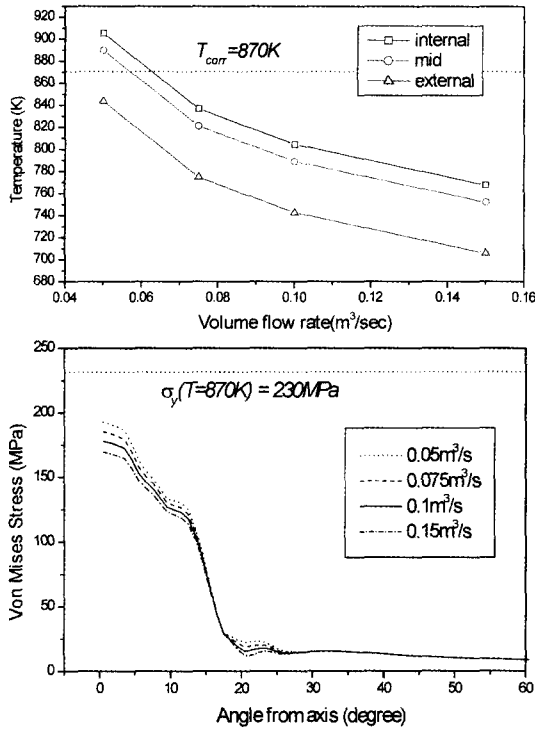 920
900
880
860
840
820
800
780
760
740
720
700
680
Temperature (K)
T_corr=870K
internal
mid
external
0.04 0.06 0.08 0.10 0.12 0.14 0.16
Volume flow rate(m³/sec)
250
200
150
100
50
0
Von Mises Stress (MPa)
σ_y(T=870K) = 230MPa
0.05m³/s
0.075m³/s
0.1m³/s
0.15m³/s
0 10 20 30 40 50 60
Angle from axis (degree)